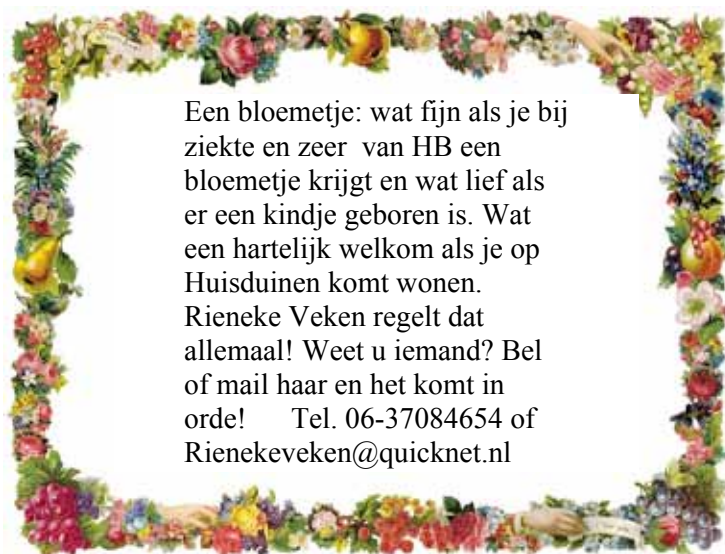 Een bloemetje: wat fijn als je bij
ziekte en zeer van HB een
bloemetje krijgt en wat lief als
er een kindje geboren is. Wat
een hartelijk welkom als je op
Huisduinen komt wonen.
Rieneke Veken regelt dat
allemaal! Weet u iemand? Bel
of mail haar en het komt in
orde! Tel. 06-37084654 of
Rienekeveken@quicknet.nl